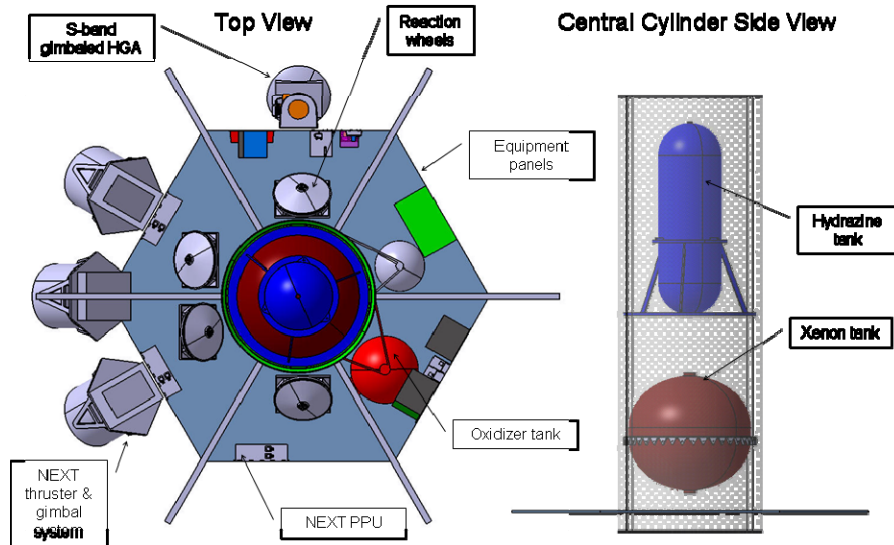 Top View
Central Cylinder Side View
S-band
gimbaled HGA
Reaction
wheels
Equipment
panels
Hydrazine
tank
Xenon tank
Oxidizer tank
NEXT
thruster &
gimbal
system
NEXT PPU